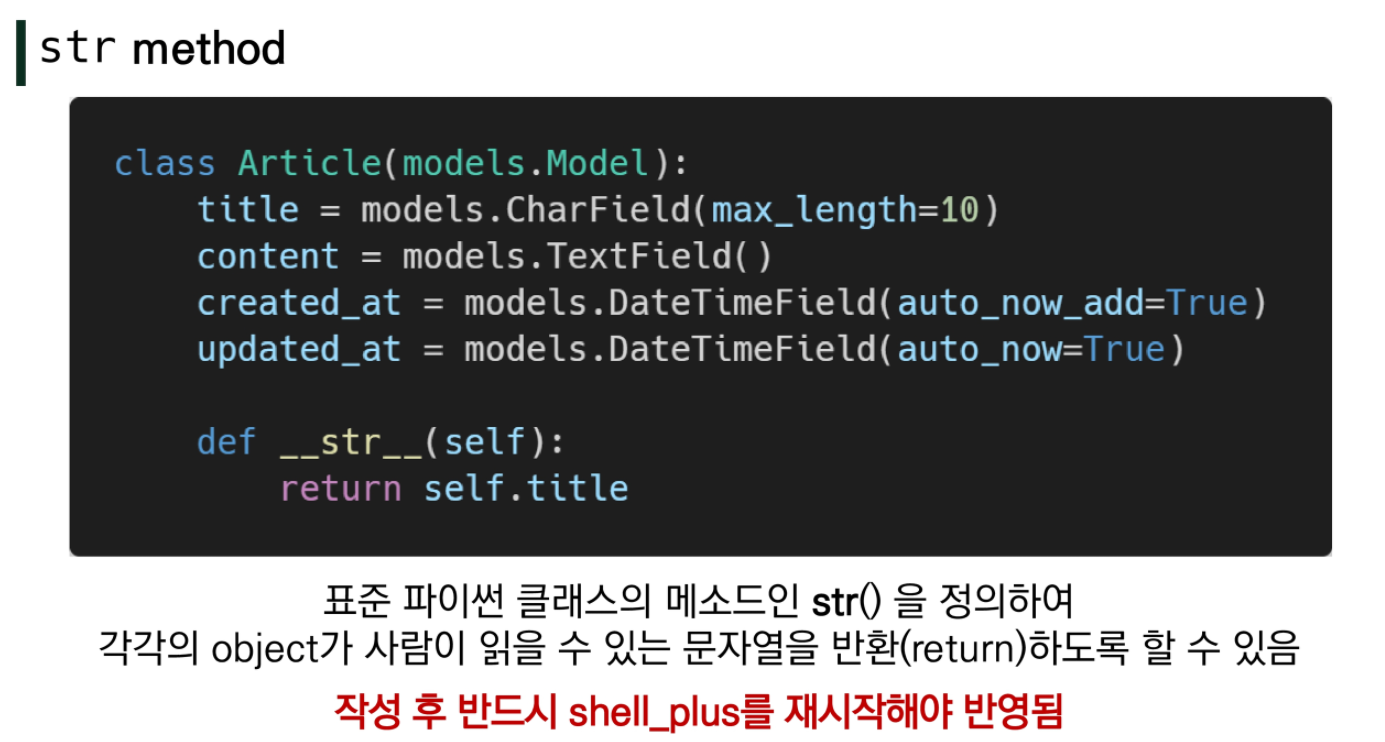 str method
class Article(models.Model):
    title = models.CharField(max_length=10)
    content = models.TextField()
    created_at = models.DateTimeField(auto_now_add=True)
    updated_at = models.DateTimeField(auto_now=True)

    def __str__(self):
        return self.title
표준 파이썬 클래스의 메소드인 str() 을 정의하여
각각의 object가 사람이 읽을 수 있는 문자열을 반환(return)하도록 할 수 있음
작성 후 반드시 shell_plus를 재시작해야 반영됨